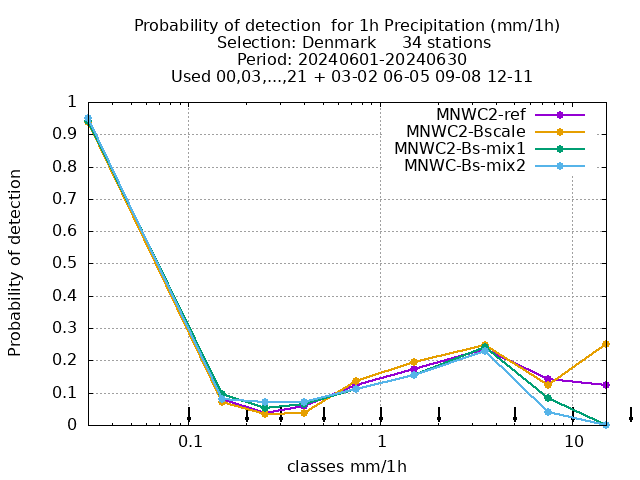 Probability of detection  for 1h Precipitation (mm/1h)
Selection: Denmark     34 stations
Period: 20240601-20240630
Used 00,03,...,21 + 03-02 06-05 09-08 12-11
MNWC2-ref
MNWC2-Bscale
MNWC2-Bs-mix1
MNWC-Bs-mix2
Probability of detection
1
0.9
0.8
0.7
0.6
0.5
0.4
0.3
0.2
0.1
0
0.1 1 10
classes mm/1h